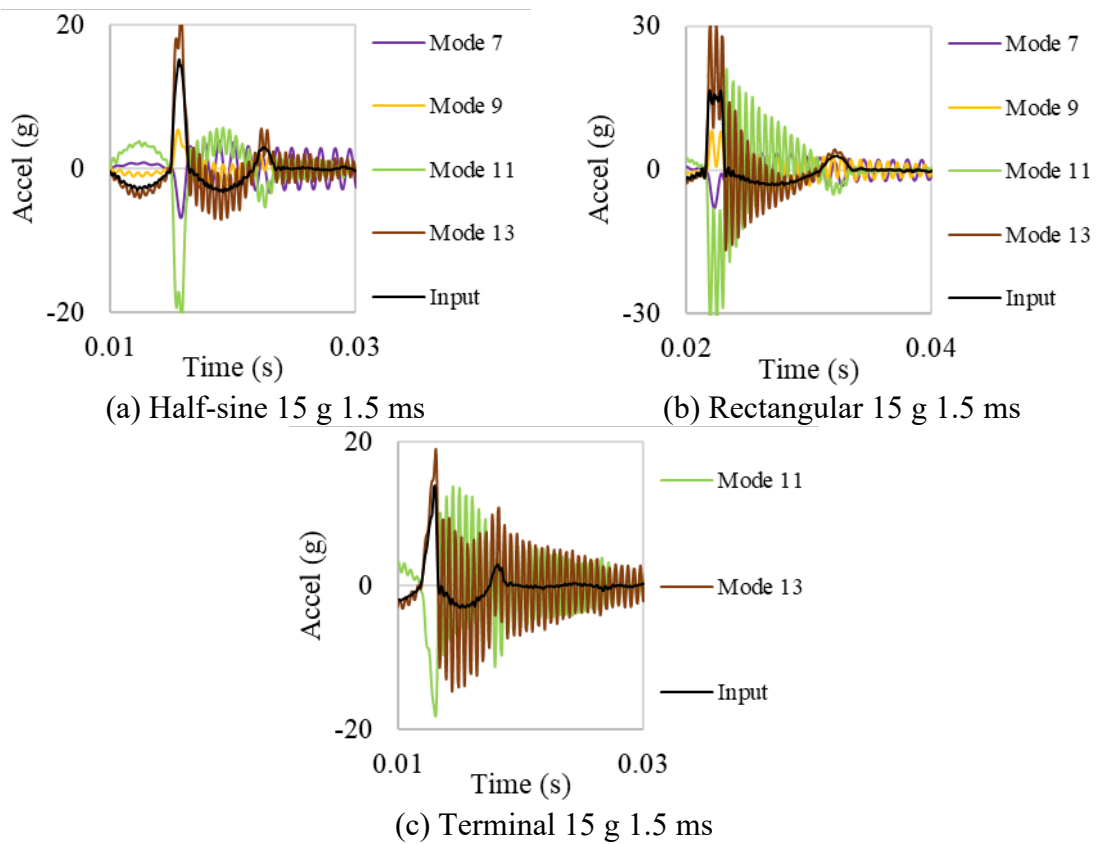 20
0
-20
Accel (g)
0.01
0.03
Time (s)
Mode 7
Mode 9
Mode 11
Mode 13
Input
(a) Half-sine 15 g 1.5 ms
30
0
-30
Accel (g)
0.02
0.04
Time (s)
Mode 7
Mode 9
Mode 11
Mode 13
Input
(b) Rectangular 15 g 1.5 ms
20
0
-20
Accel (g)
0.01
0.03
Time (s)
Mode 11
Mode 13
Input
(c) Terminal 15 g 1.5 ms